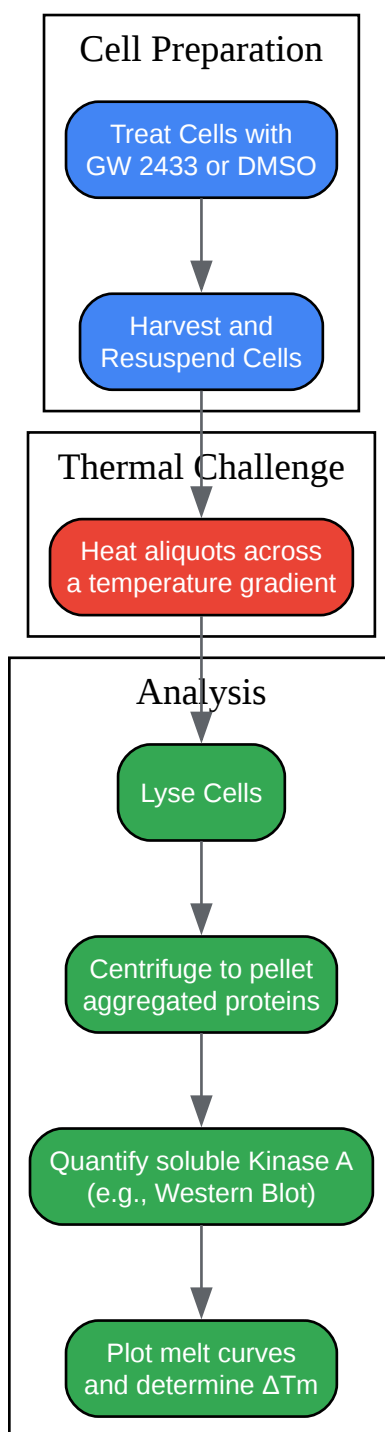 Cell Preparation
Treat Cells with
GW 2433 or DMSO
Harvest and
Resuspend Cells
Thermal Challenge
Heat aliquots across
a temperature gradient
Analysis
Lyse Cells
Centrifuge to pellet
aggregated proteins
Quantify soluble Kinase A
(e.g., Western Blot)
Plot melt curves
and determine ΔTm